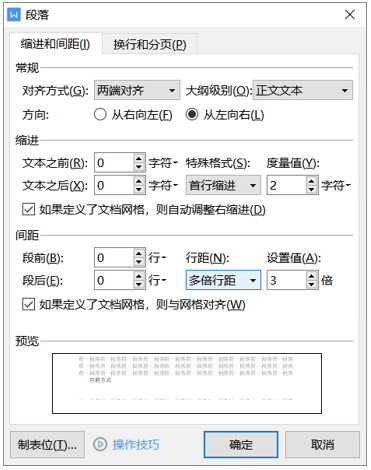 段落
缩进和间距(I) 换行和分页(P)
常规
对齐方式(G): 两端对齐 大纲级别(O): 正文文本
方向: 从右向左(F) 从左向右(L)
缩进
文本之前(R): 0 字符 特殊格式(S): 度量值(Y):
文本之后(X): 0 字符 首行缩进 2 字符
如果定义了文档网格，则自动调整右缩进(D)
间距
段前(B): 0 行 行距(N): 设置值(A):
段后(E): 0 行 多倍行距 3 倍
如果定义了文档网格，则与网格对齐(W)
预览
制表位(T)... 操作技巧 确定 取消